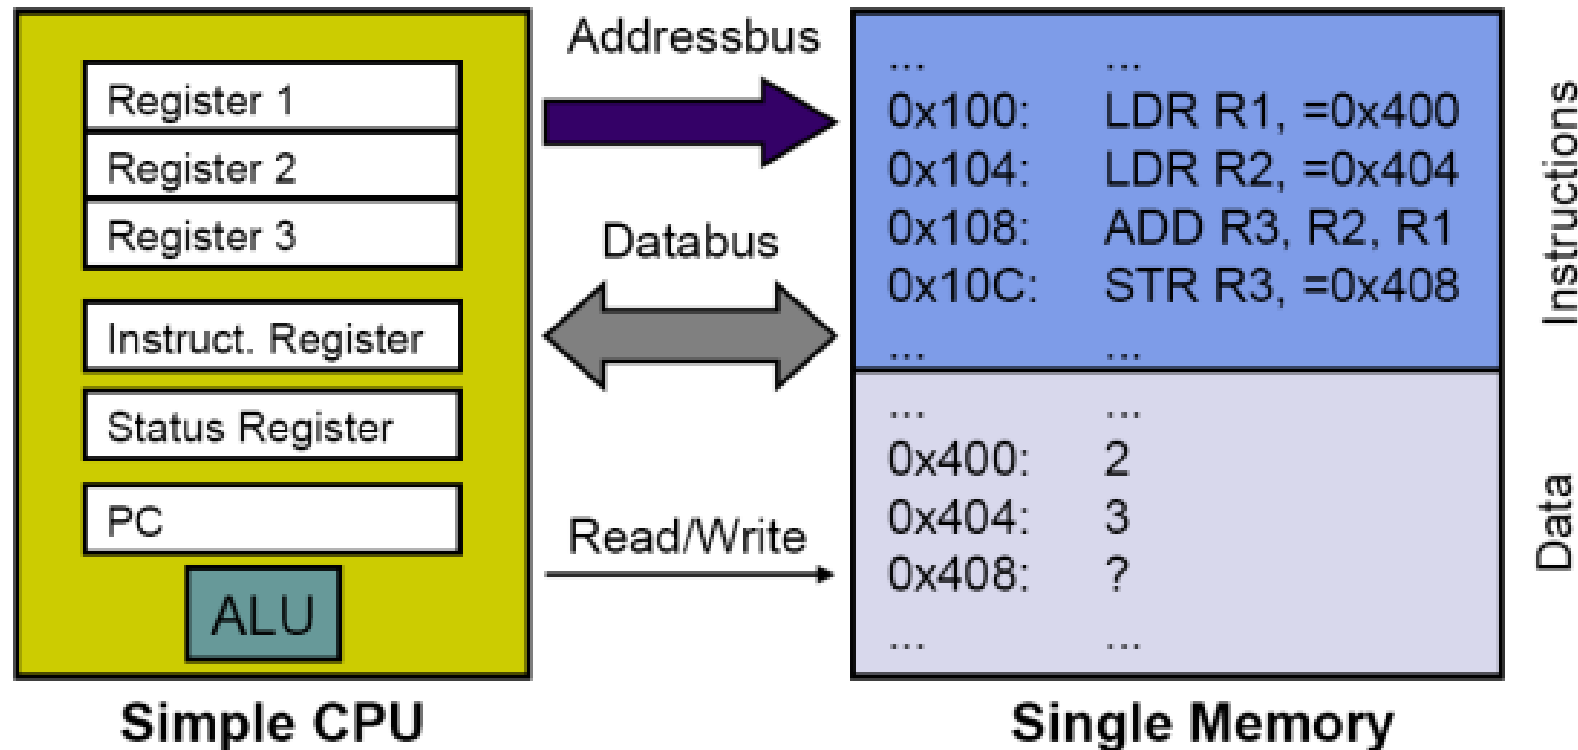 Register 1
Register 2
Register 3
Instruct. Register
Status Register
PC
ALU
Simple CPU
Addressbus
Databus
Read/Write
... ...
0x100: LDR R1, =0x400
0x104: LDR R2, =0x404
0x108: ADD R3, R2, R1
0x10C: STR R3, =0x408
... ...
... ...
0x400: 2
0x404: 3
0x408: ?
... ...
Instructions
Data
Single Memory